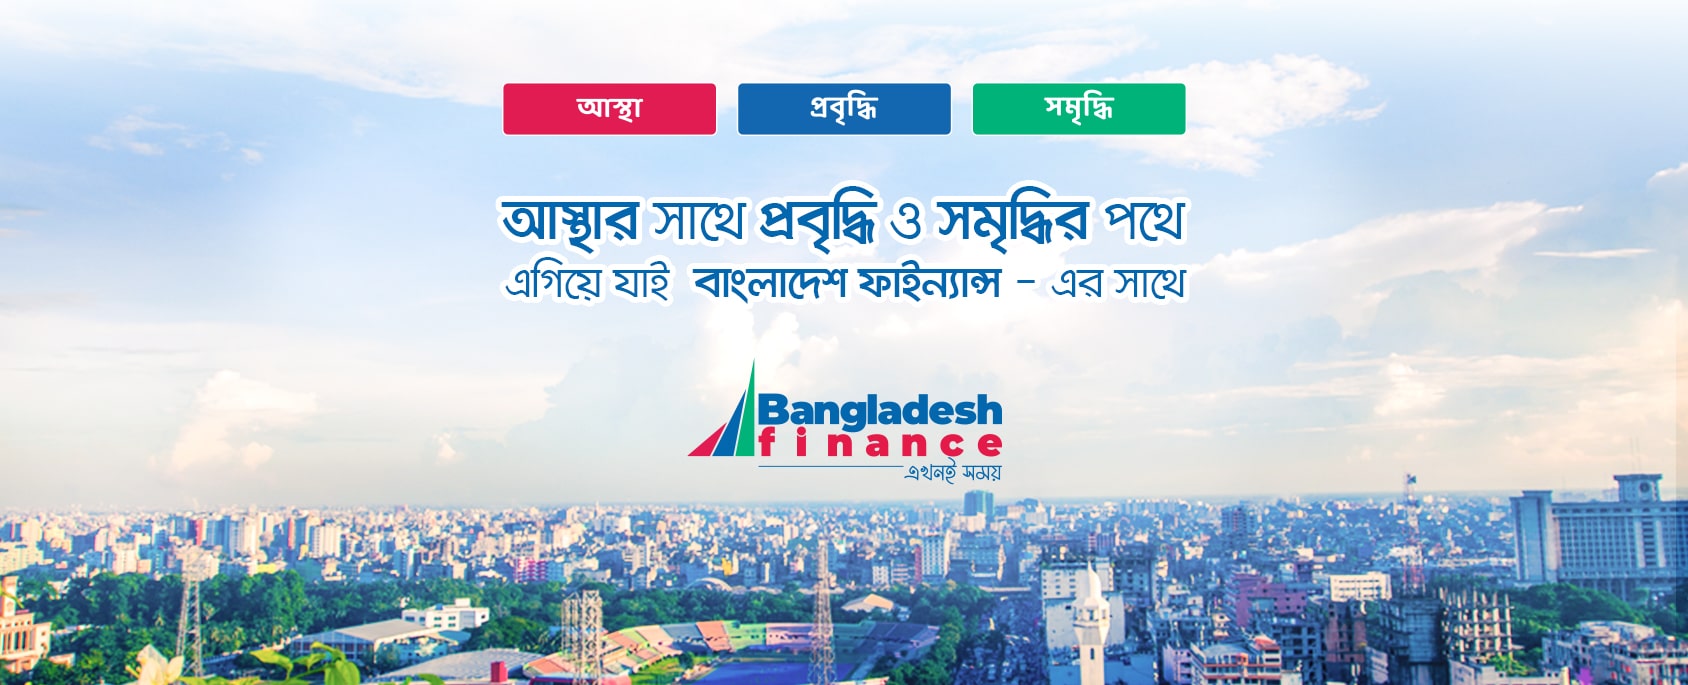 আস্থা প্রবৃদ্ধি সমৃদ্ধি
আস্থার সাথে প্রবৃদ্ধি ও সমৃদ্ধির পথে
এগিয়ে যাই বাংলাদেশ ফাইন্যান্স - এর সাথে
Bangladesh
finance
এখনই সময়